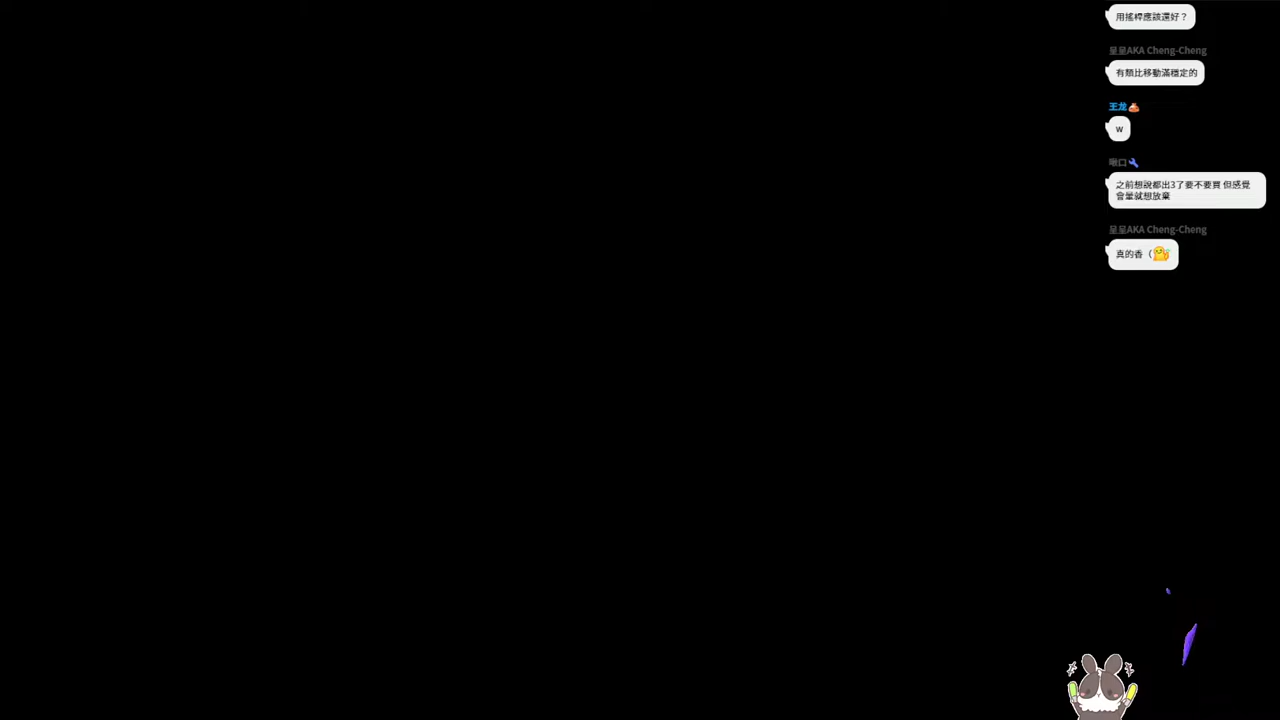 用搖桿應該還好？
呈呈AKA Cheng-Cheng
有類比移動滿穩定的
王龙
w
啾口
之前想說都出3了要不要買 但感覺
會暈就想放棄
呈呈AKA Cheng-Cheng
真的香（